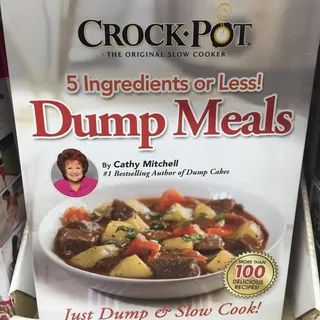 CROCK·POT
- THE ORIGINAL SLOW COOKER -
5 Ingredients or Less!
Dump Meals
By Cathy Mitchell
#1 Bestselling Author of Dump Cakes
MORE THAN
100
DELICIOUS
RECIPES!
Just Dump & Slow Cook!